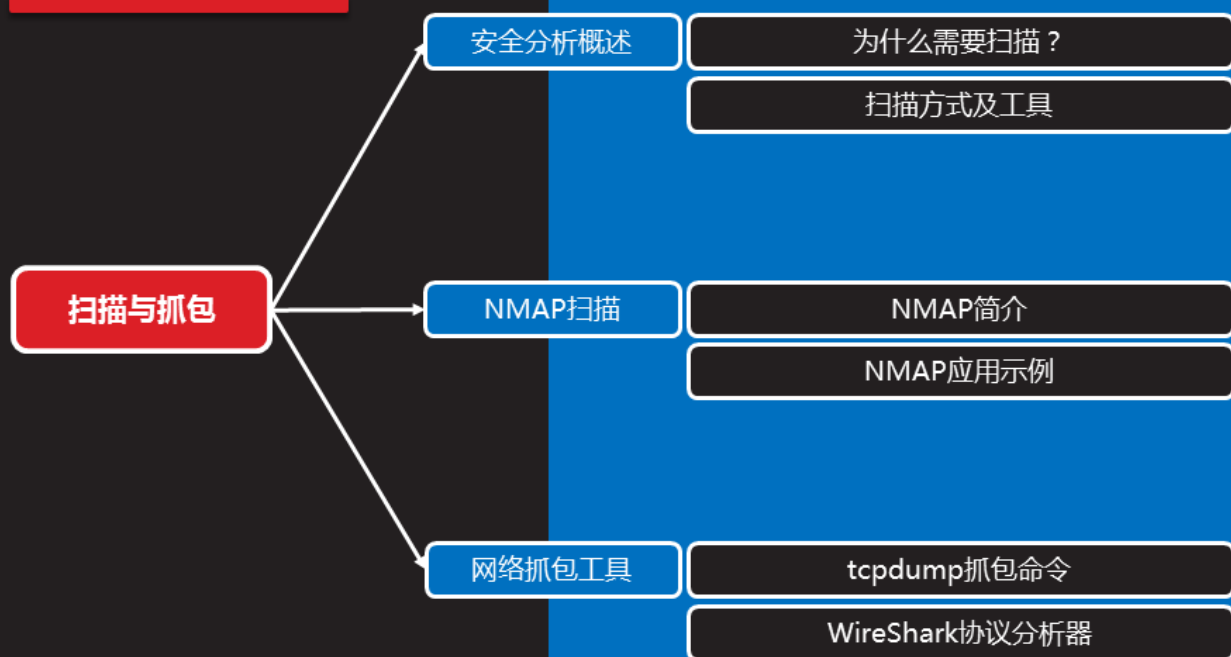 安全分析概述
为什么需要扫描？
扫描方式及工具
扫描与抓包
NMAP扫描
NMAP简介
NMAP应用示例
网络抓包工具
tcpdump抓包命令
WireShark协议分析器